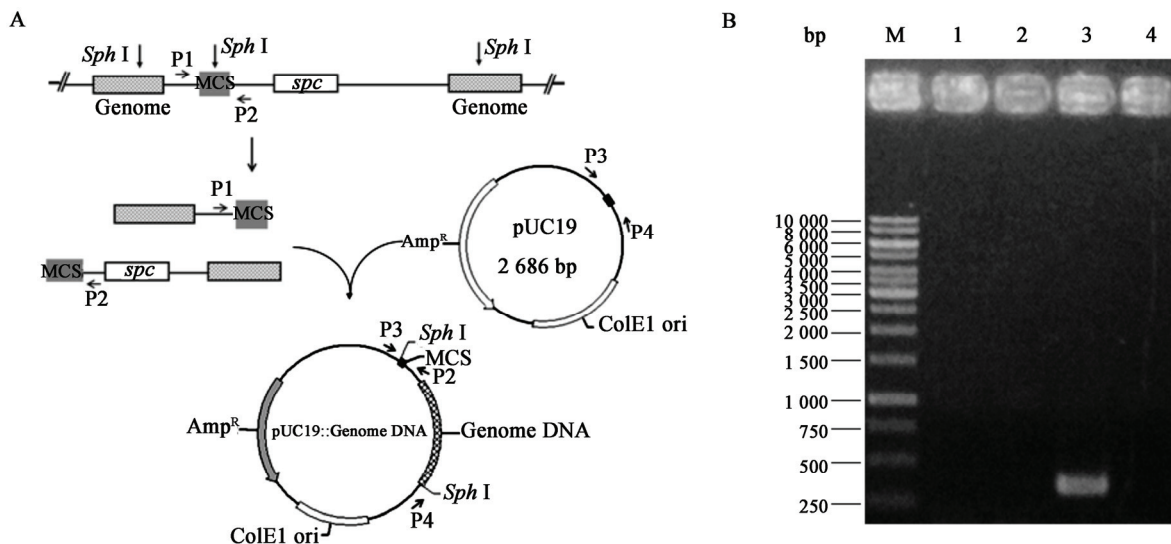 A
Sph I
P1
Sph I
Sph I
MCS
spc
Genome
P2
Genome
P1
MCS
MCS
spc
P2
P3
pUC19
P4
Amp^R
2 686 bp
ColE1 ori
P3
Sph I
MCS
P2
Amp^R
pUC19::Genome DNA
Genome DNA
Sph I
P4
ColE1 ori
B
bp M 1 2 3 4
10 000
8 000
6 000
5 000
4 000
3 500
3 000
2 500
2 000
1 500
1 000
750
500
250